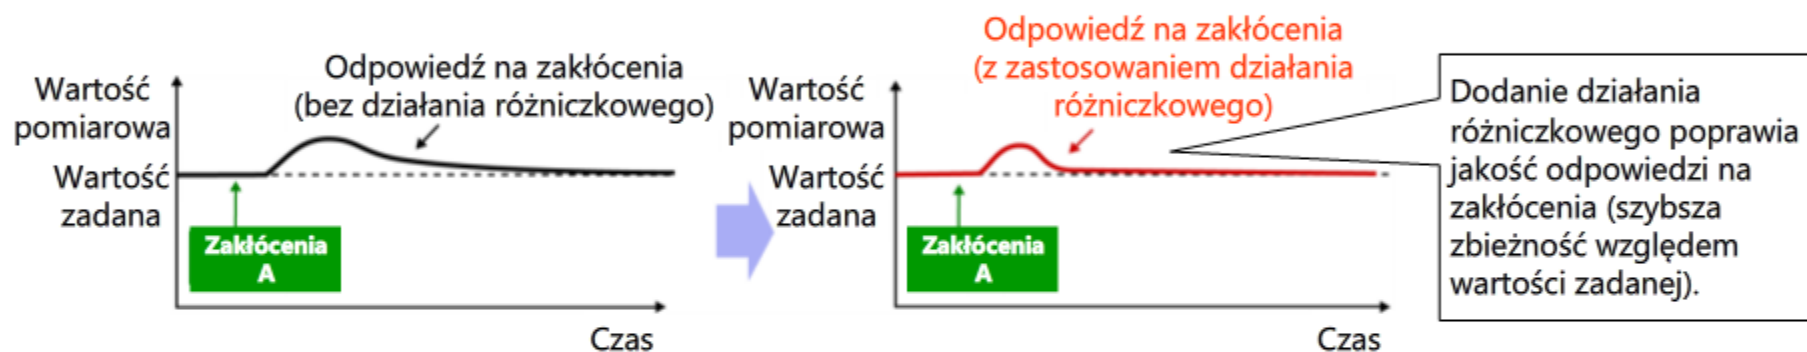 Wartość
pomiarowa
Odpowiedź na zakłócenia
(bez działania różniczkowego)
Wartość
zadana
Zakłócenia
A
Czas
Odpowiedź na zakłócenia
(z zastosowaniem działania
różniczkowego)
Wartość
pomiarowa
Wartość
zadana
Zakłócenia
A
Czas
Dodanie działania
różniczkowego poprawia
jakość odpowiedzi na
zakłócenia (szybsza
zbieżność względem
wartości zadanej).